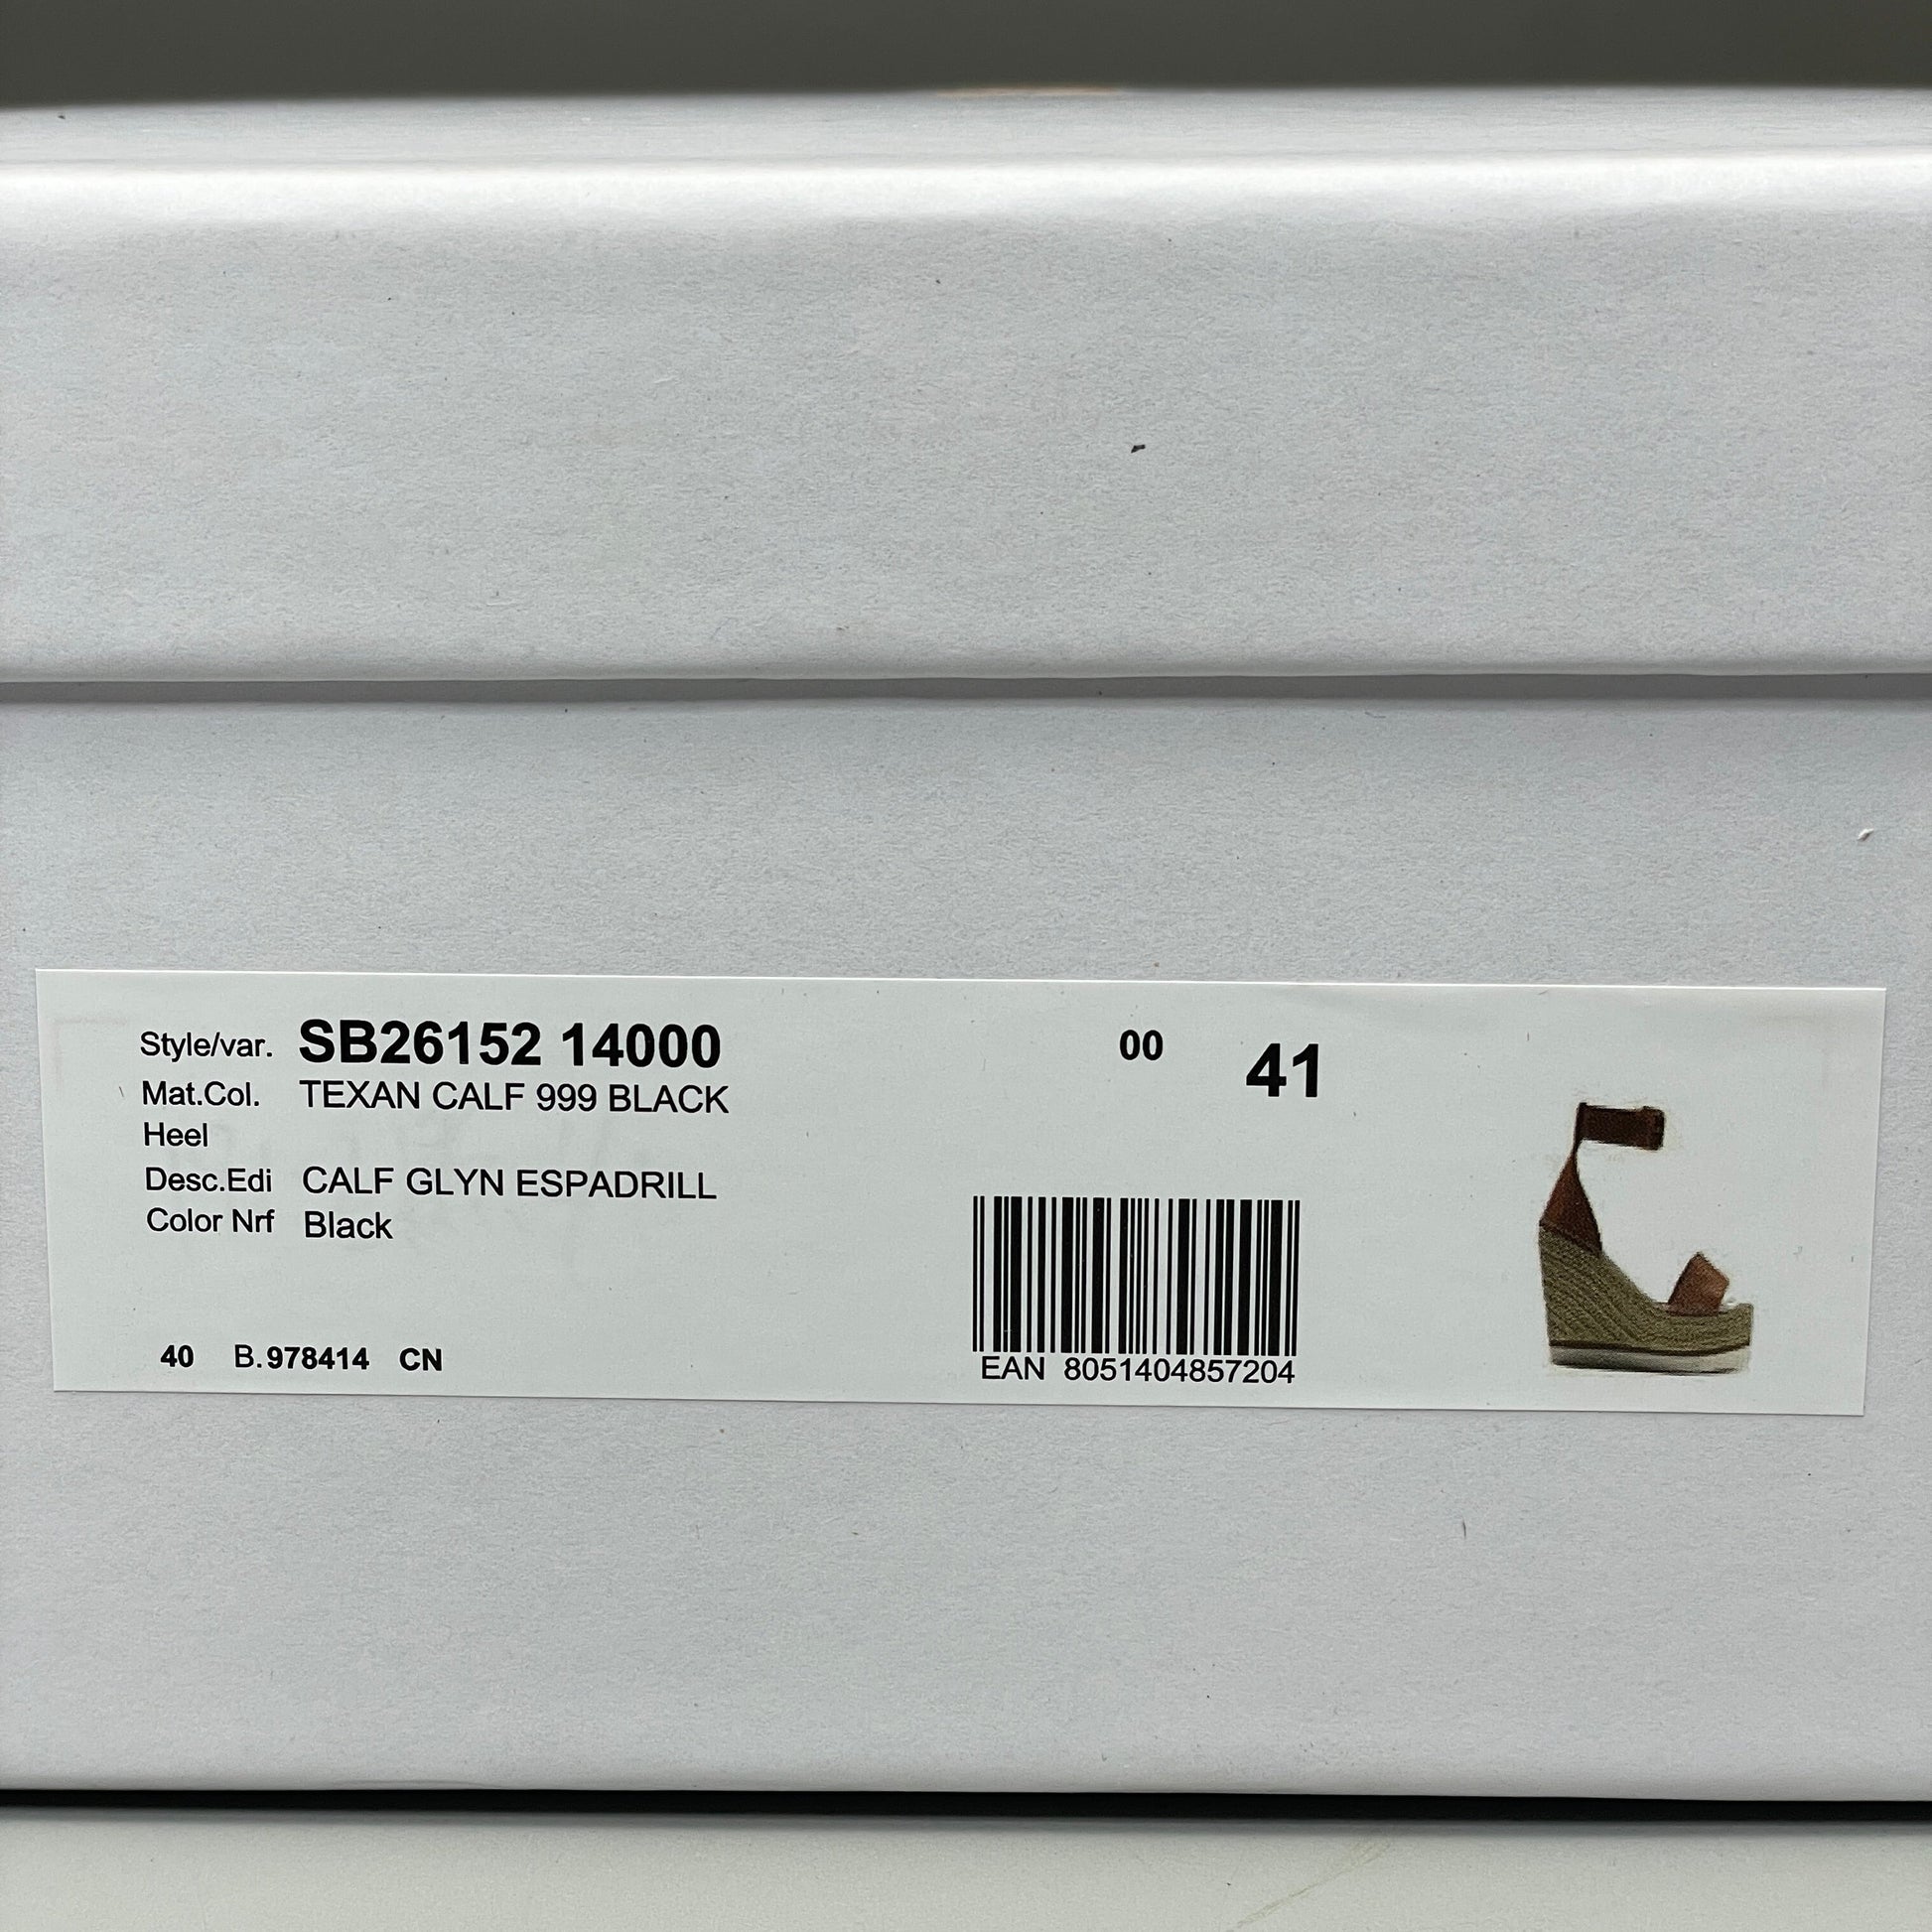 Style/var. SB26152 14000 00 41
Mat.Col. TEXAN CALF 999 BLACK
Heel
Desc.Edi CALF GLYN ESPADRILL
Color Nrf Black
40 B.978414 CN
EAN 8051404857204